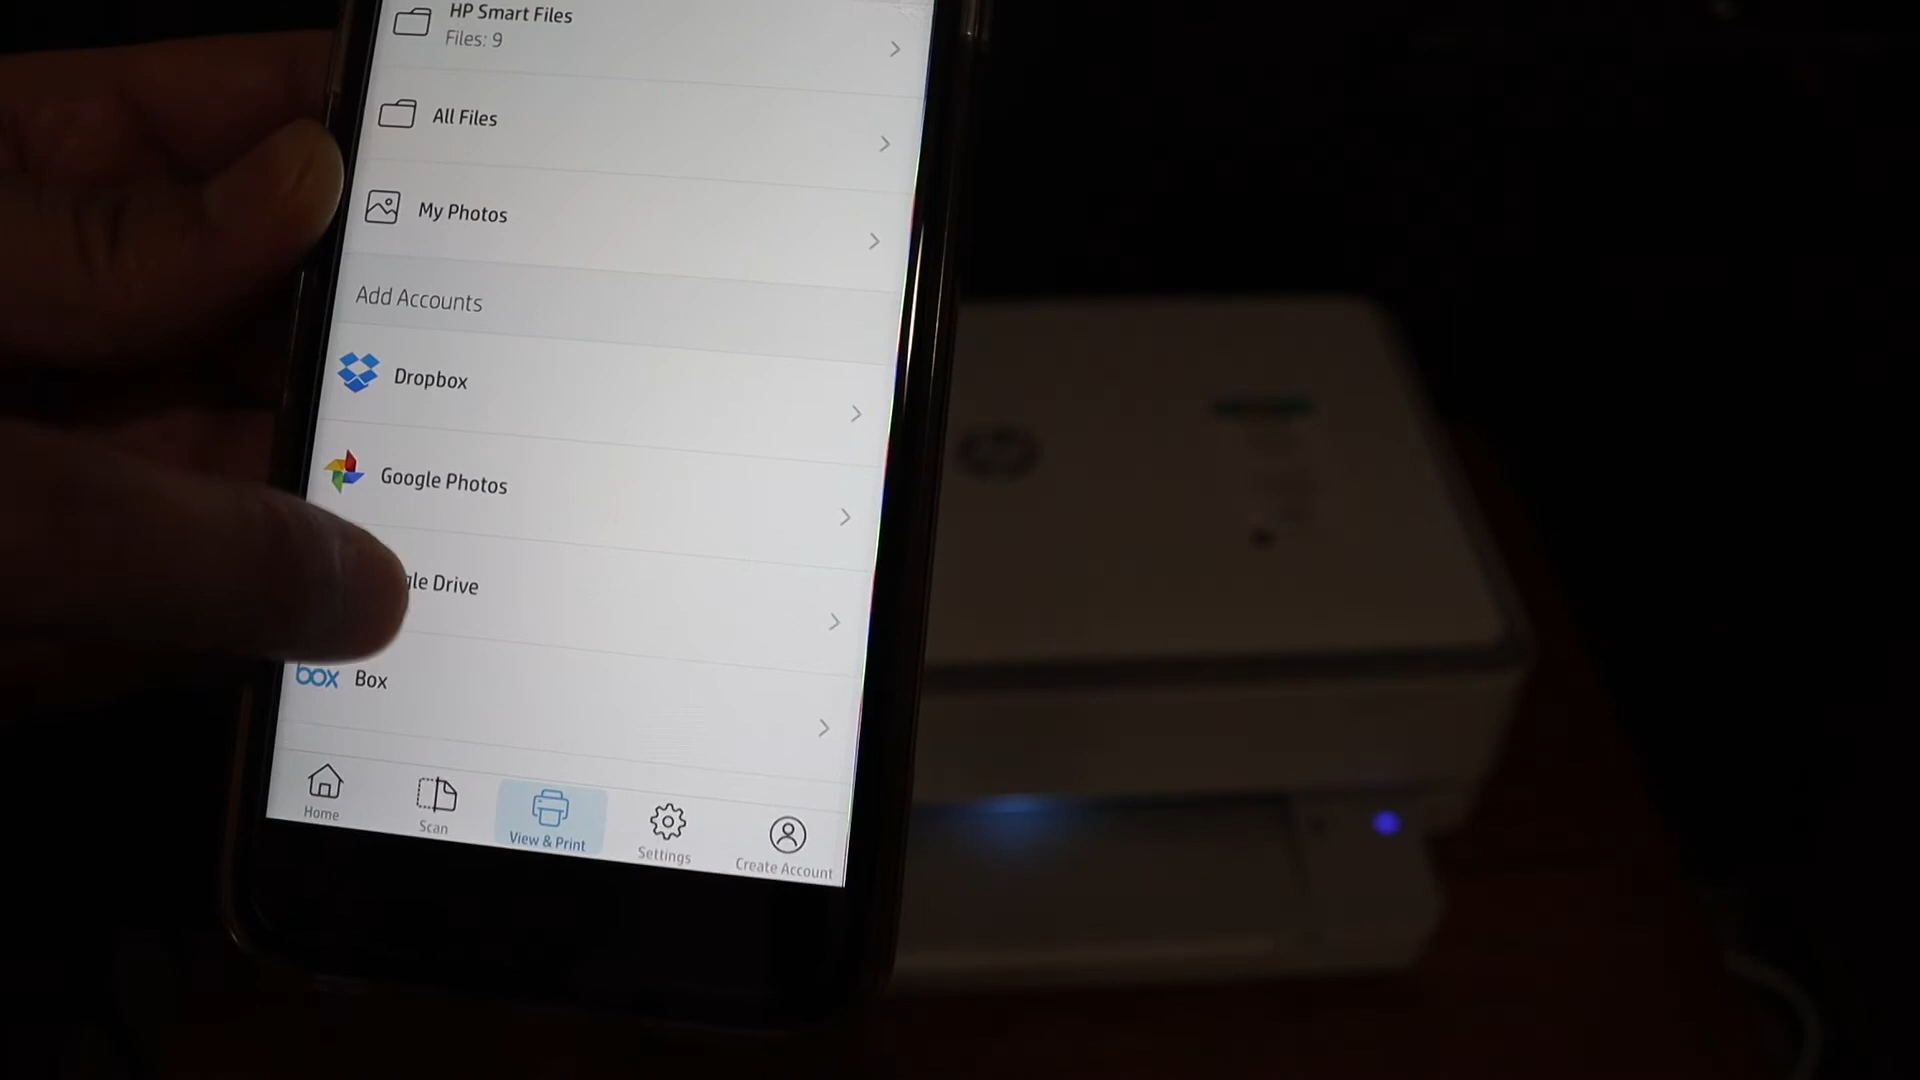 HP Smart Files
Files: 9
All Files
My Photos
Add Accounts
Dropbox
Google Photos
gle Drive
box Box
Home
Scan
View & Print
Settings
Create Account